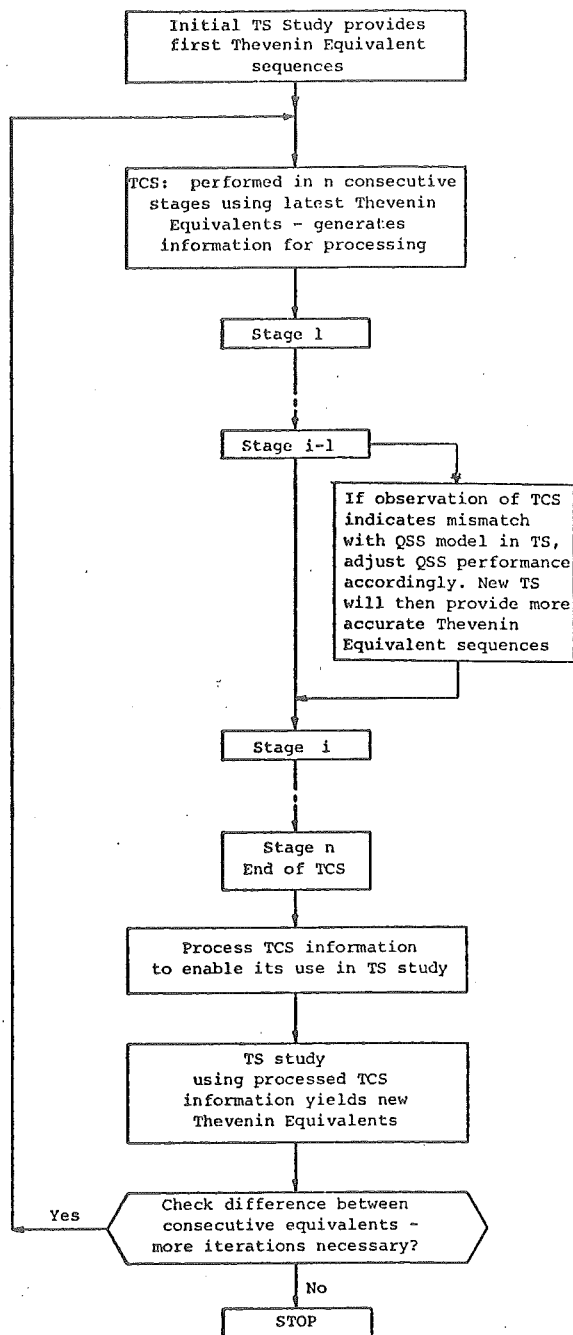 Initial TS Study provides
first Thevenin Equivalent
sequences
TCS: performed in n consecutive
stages using latest Thevenin
Equivalents - generates
information for processing
Stage 1
Stage i-1
If observation of TCS
indicates mismatch
with QSS model in TS,
adjust QSS performance
accordingly. New TS
will then provide more
accurate Thevenin
Equivalent sequences
Stage i
Stage n
End of TCS
Process TCS information
to enable its use in TS study
TS study
using processed TCS
information yields new
Thevenin Equivalents
Check difference between
consecutive equivalents -
more iterations necessary?
Yes
No
STOP